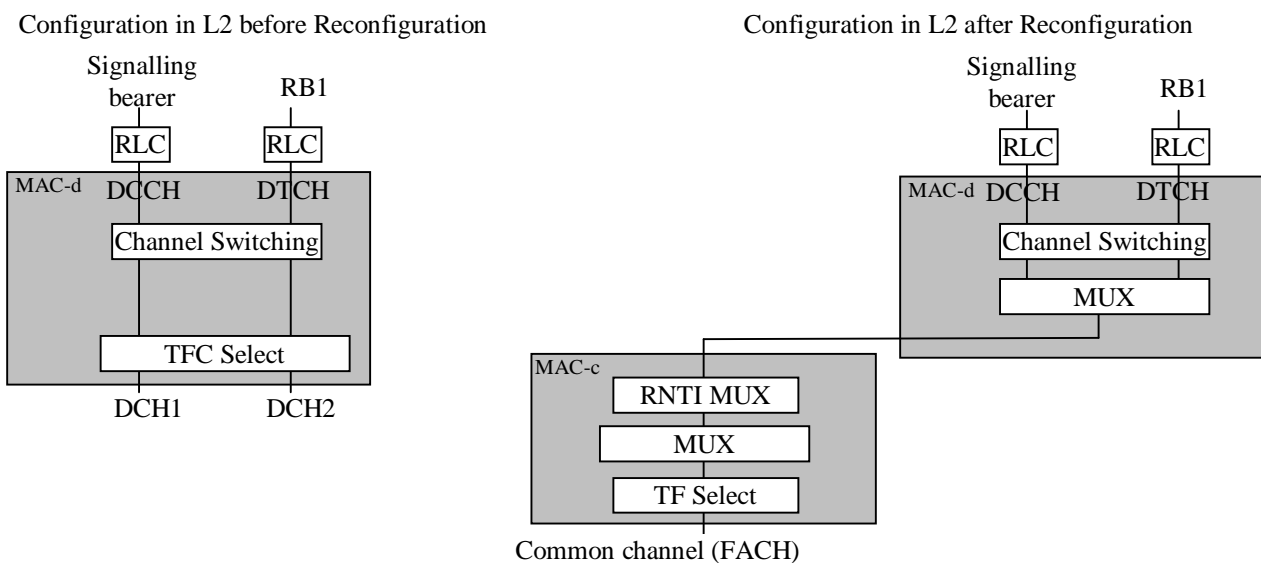 Configuration in L2 before Reconfiguration
Signalling
bearer
RB1
RLC
RLC
MAC-d
DCCH
DTCH
Channel Switching
TFC Select
DCH1
DCH2
Configuration in L2 after Reconfiguration
Signalling
bearer
RB1
RLC
RLC
MAC-d
DCCH
DTCH
Channel Switching
MUX
MAC-c
RNTI MUX
MUX
TF Select
Common channel (FACH)